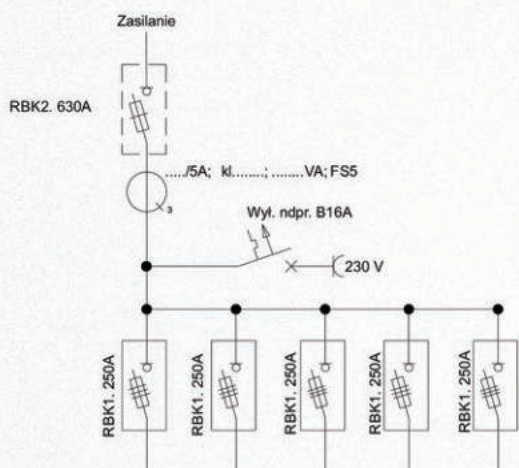 Zasilanie
RBK2. 630A
...../5A; kl........; ........VA; FS5
3
Wył. ndpr. B16A
230 V
RBK1. 250A
RBK1. 250A
RBK1. 250A
RBK1. 250A
RBK1. 250A